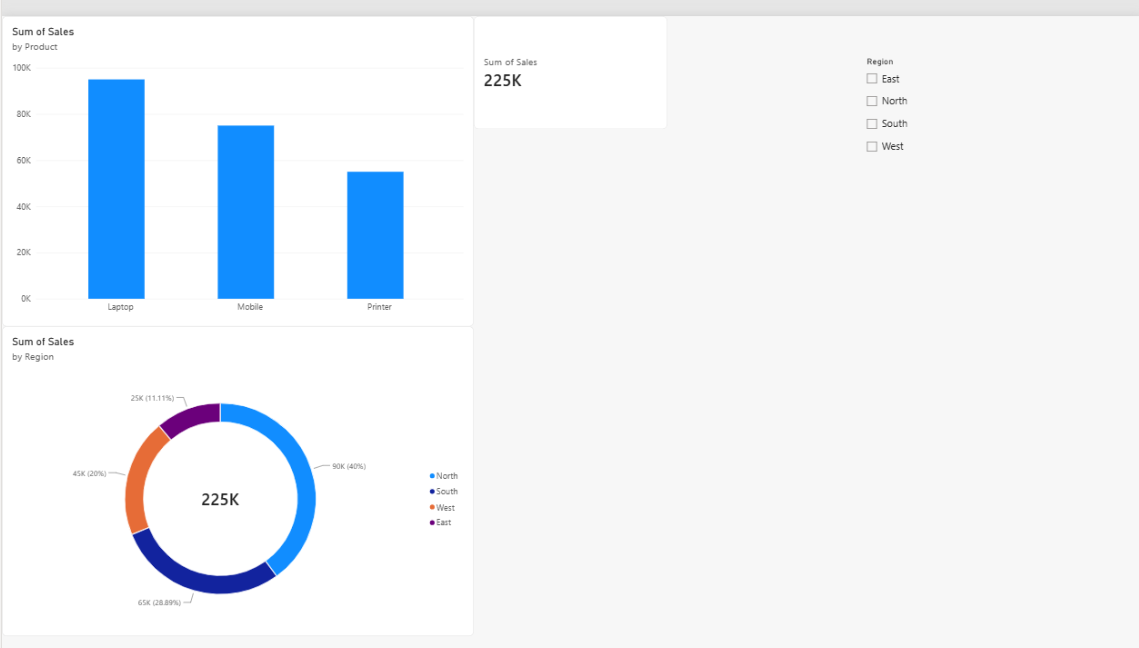 Sum of Sales
by Product
100K
80K
60K
40K
20K
0K
Laptop Mobile Printer
Sum of Sales
225K
Region
East
North
South
West
Sum of Sales
by Region
25K (11.11%)
45K (20%)
90K (40%)
65K (28.89%)
225K
North
South
West
East